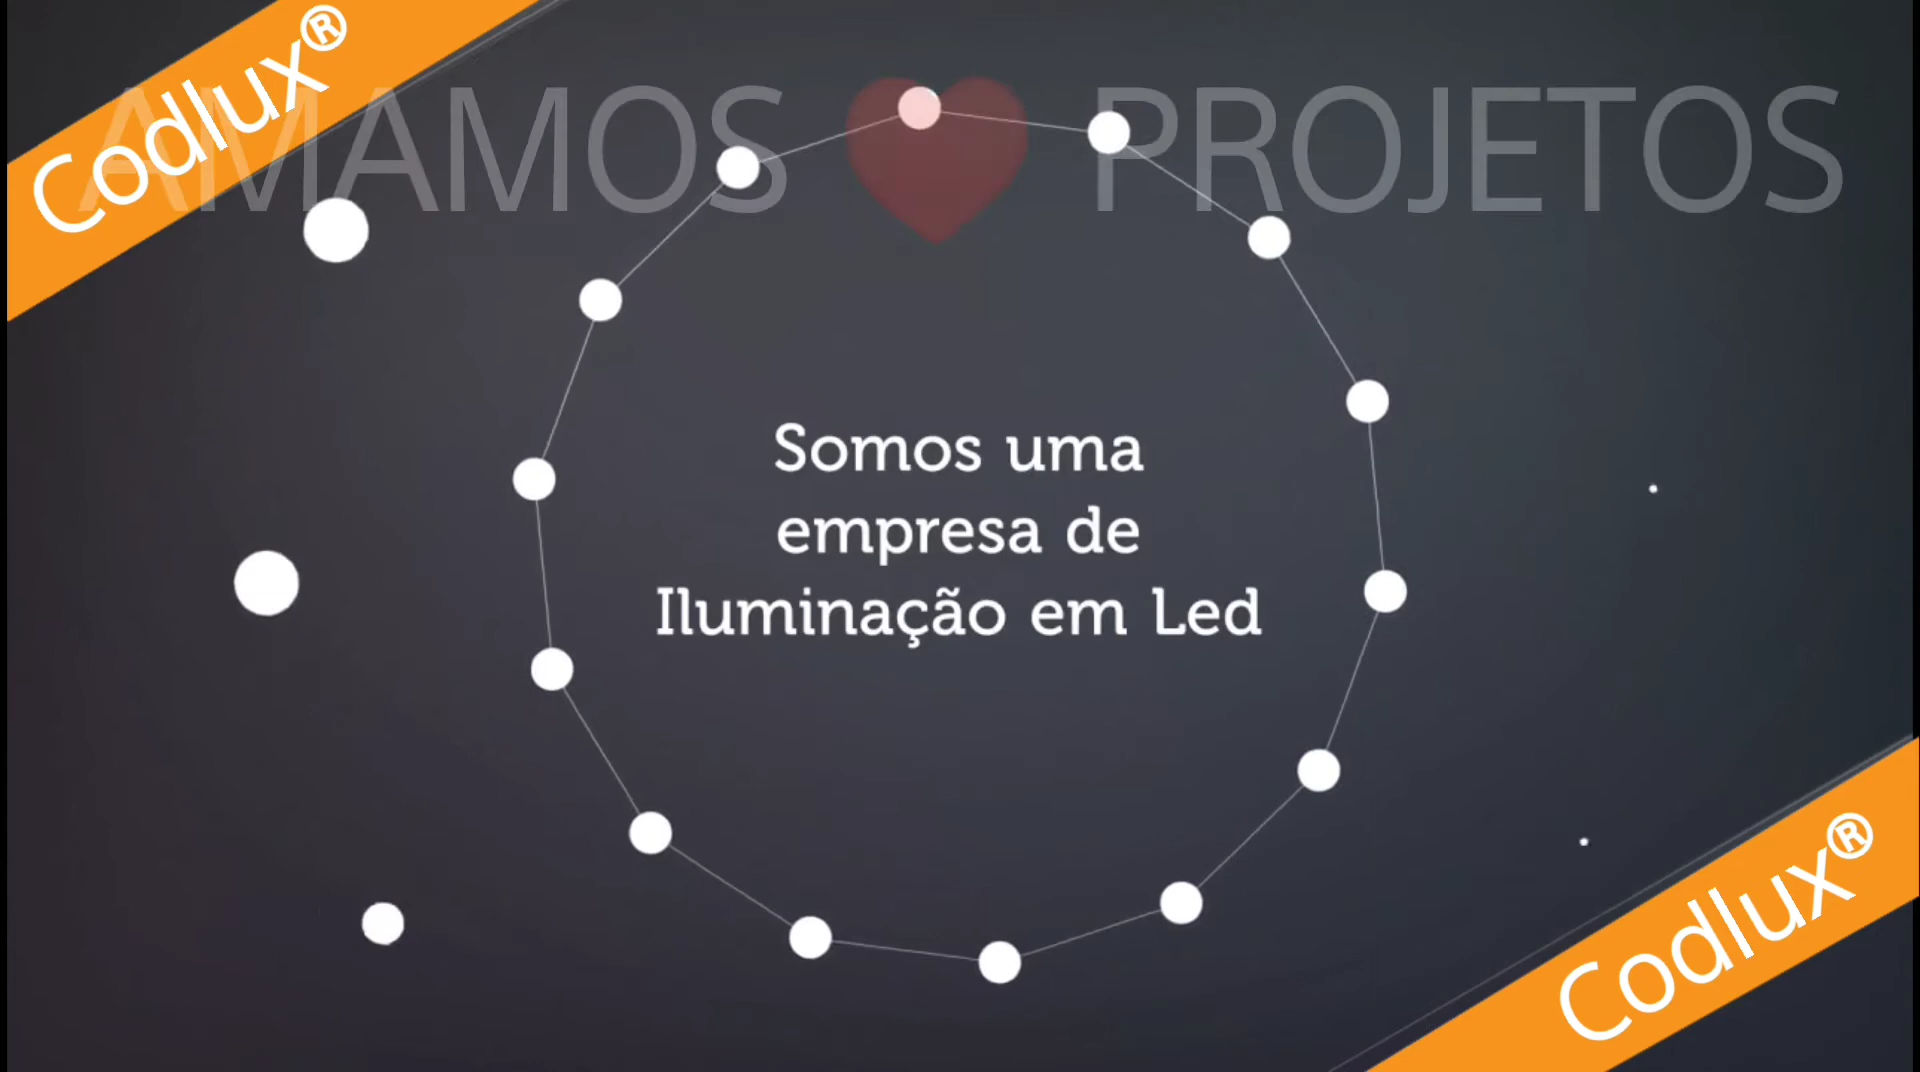 Codlux®
AMAMOS PROJETOS
Somos uma
empresa de
Iluminação em Led
Codlux®